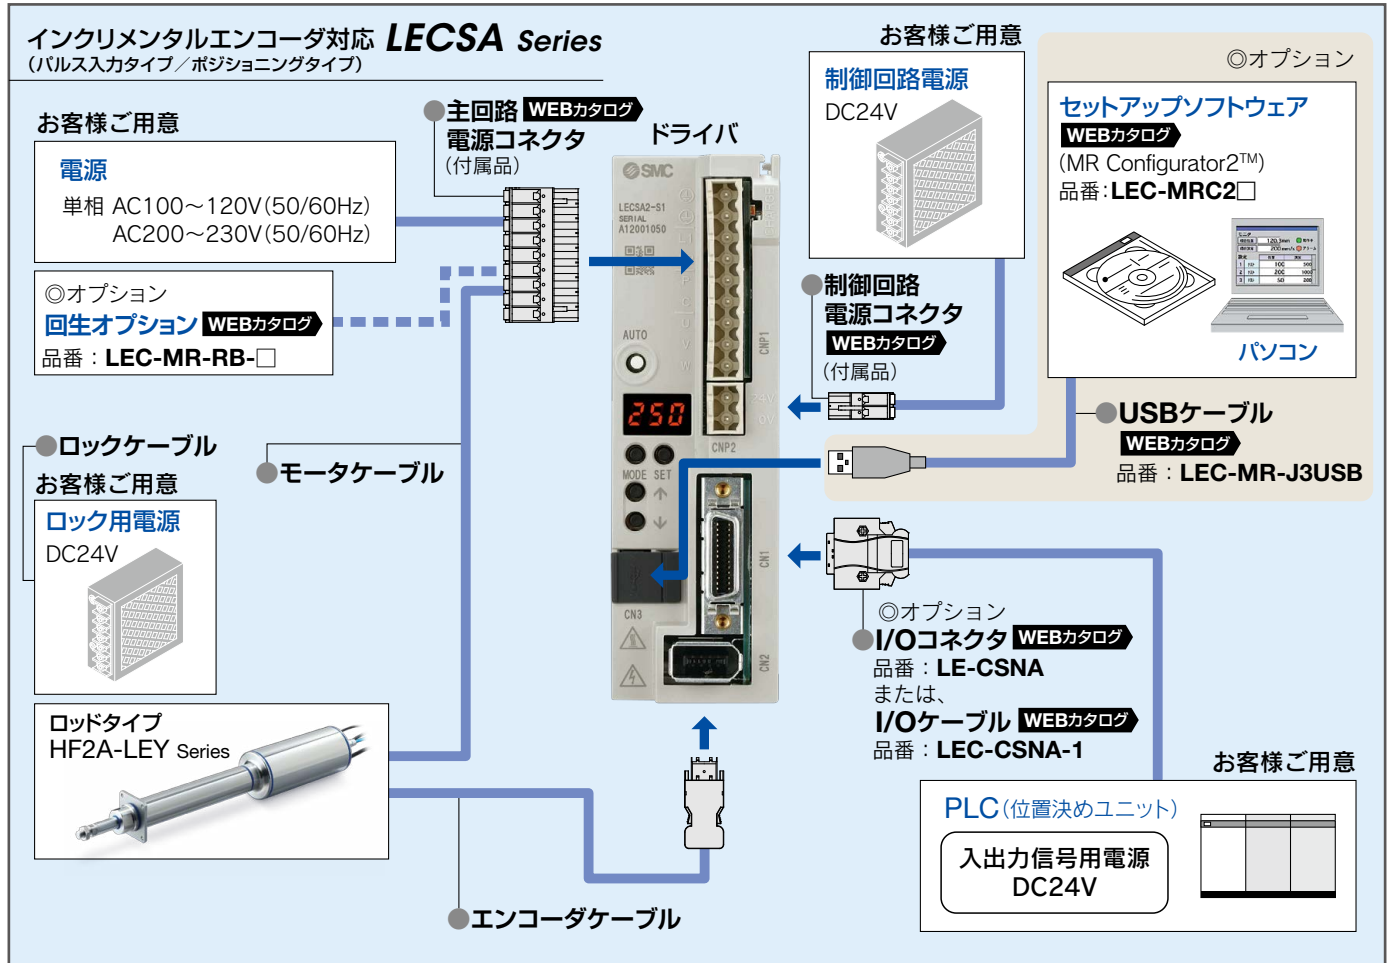 インクリメンタルエンコーダ対応 LECSA Series
(パルス入力タイプ／ポジショニングタイプ)
お客様ご用意
電源
単相 AC100～120V(50/60Hz)
AC200～230V(50/60Hz)
◎オプション
回生オプション WEBカタログ
品番：LEC-MR-RB-□
主回路 WEBカタログ
電源コネクタ
(付属品)
ドライバ
SMC
LECSA2-S1
SERIAL
A12001050
AUTO
250
MODE SET
CN3
P
C
U
V
W
CNP1
24V
0V
CNP2
CN1
CN2
お客様ご用意
制御回路電源
DC24V
制御回路
電源コネクタ
WEBカタログ
(付属品)
◎オプション
セットアップソフトウェア
WEBカタログ
(MR Configurator2TM)
品番：LEC-MRC2□
パソコン
USBケーブル
WEBカタログ
品番：LEC-MR-J3USB
ロックケーブル
お客様ご用意
ロック用電源
DC24V
モータケーブル
ロッドタイプ
HF2A-LEY Series
エンコーダケーブル
◎オプション
I/Oコネクタ WEBカタログ
品番：LE-CSNA
または、
I/Oケーブル WEBカタログ
品番：LEC-CSNA-1
お客様ご用意
PLC(位置決めユニット)
入出力信号用電源
DC24V